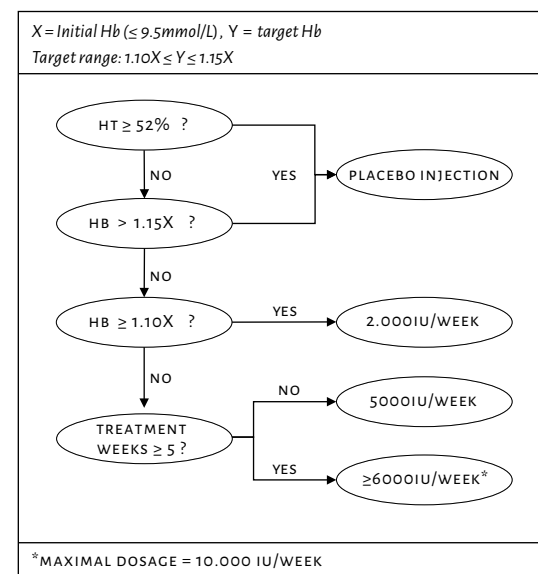 X = Initial Hb (≤ 9.5mmol/L), Y = target Hb
Target range: 1.10X ≤ Y ≤ 1.15X
HT ≥ 52% ?
NO
YES
PLACEBO INJECTION
HB > 1.15X ?
NO
HB ≥ 1.10X ?
YES
2.000IU/WEEK
NO
TREATMENT
WEEKS ≥ 5 ?
NO
5000IU/WEEK
YES
≥6000IU/WEEK*
*MAXIMAL DOSAGE = 10.000 IU/WEEK